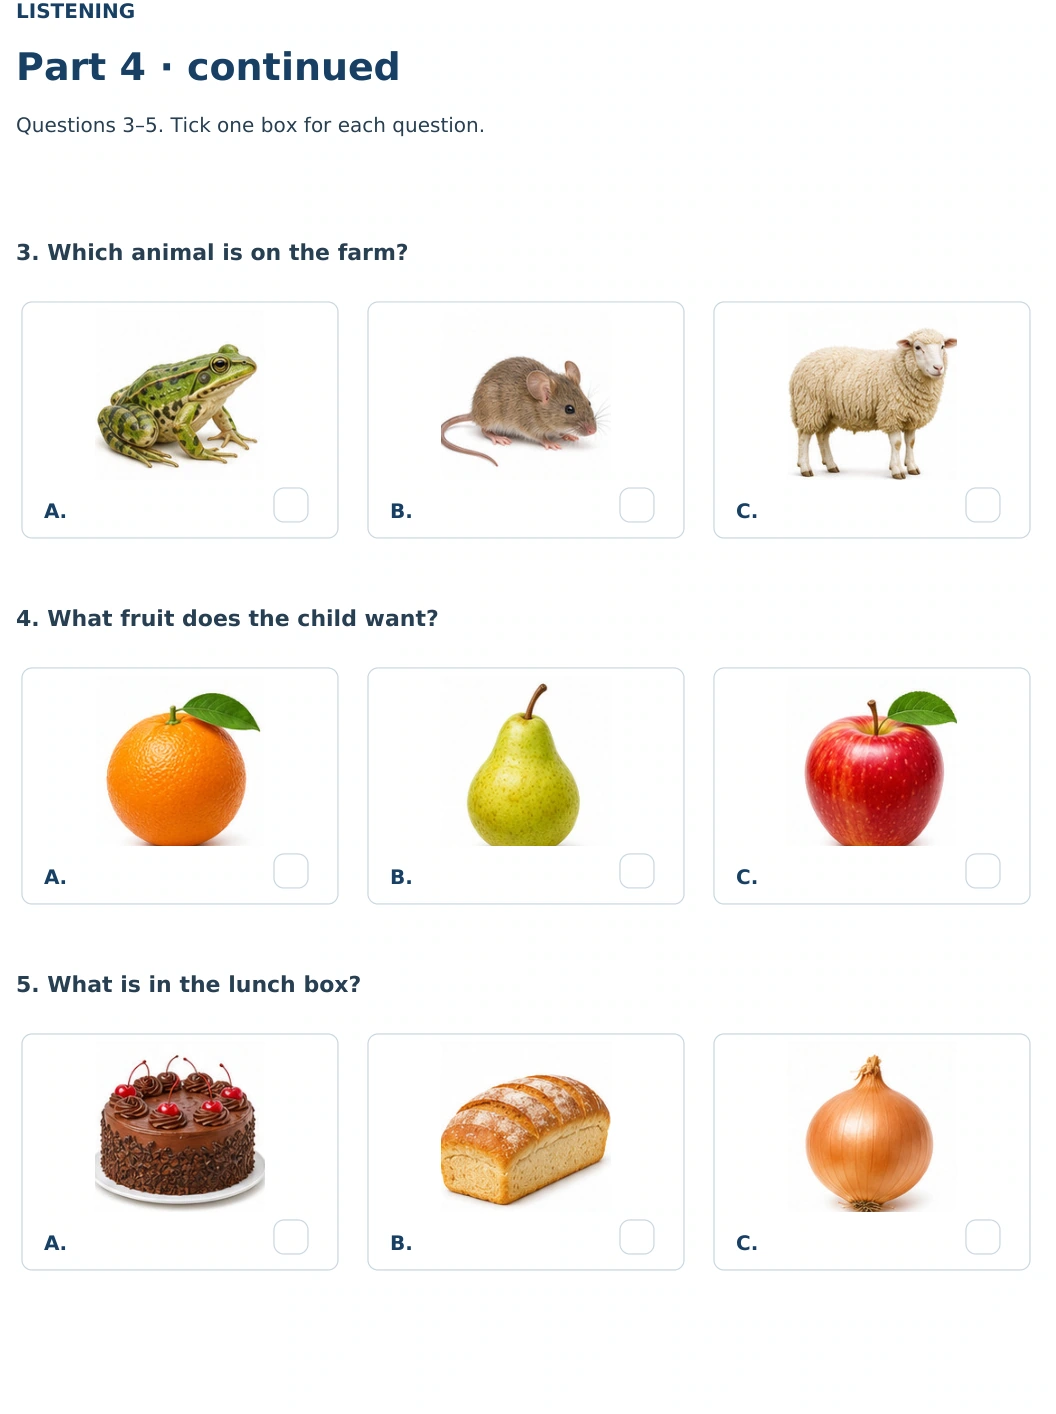 LISTENING
Part 4 · continued
Questions 3–5. Tick one box for each question.
3. Which animal is on the farm?
A.
B.
C.
4. What fruit does the child want?
A.
B.
C.
5. What is in the lunch box?
A.
B.
C.